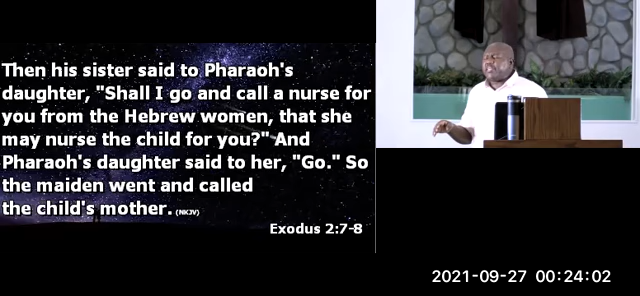 Then his sister said to Pharaoh's
daughter, "Shall I go and call a nurse for
you from the Hebrew women, that she
may nurse the child for you?" And
Pharaoh's daughter said to her, "Go." So
the maiden went and called
the child's mother. (NKJV)
Exodus 2:7-8
2021-09-27 00:24:02